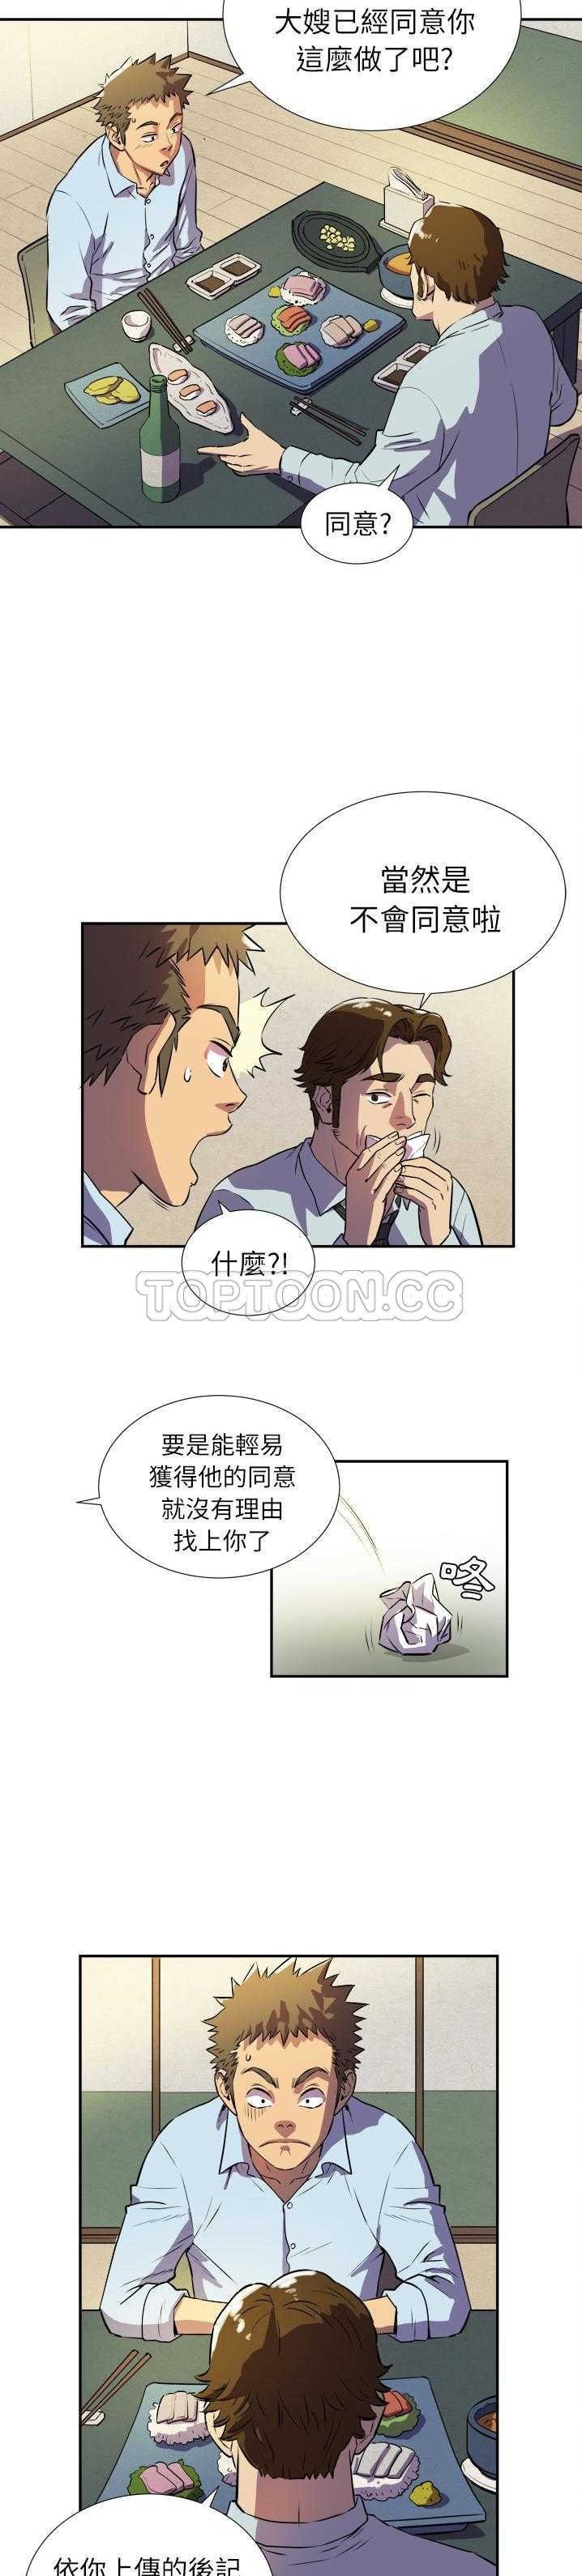 大嫂已經同意你
這麼做了吧?
同意?
當然是
不會同意啦
什麼?!
TOPTOON.CC
要是能輕易
獲得他的同意
就沒有理由
找上你了
咚
依你上傳的後記